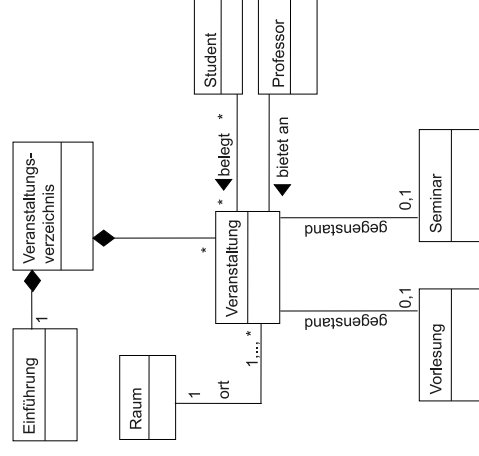 Einführung
1
Veranstaltungs-
verzeichnis
Student
Professor
*
belegt
*
bietet an
*
Veranstaltung
Raum
1
ort
1,..,*
gegenstand
0,1
Vorlesung
gegenstand
0,1
Seminar